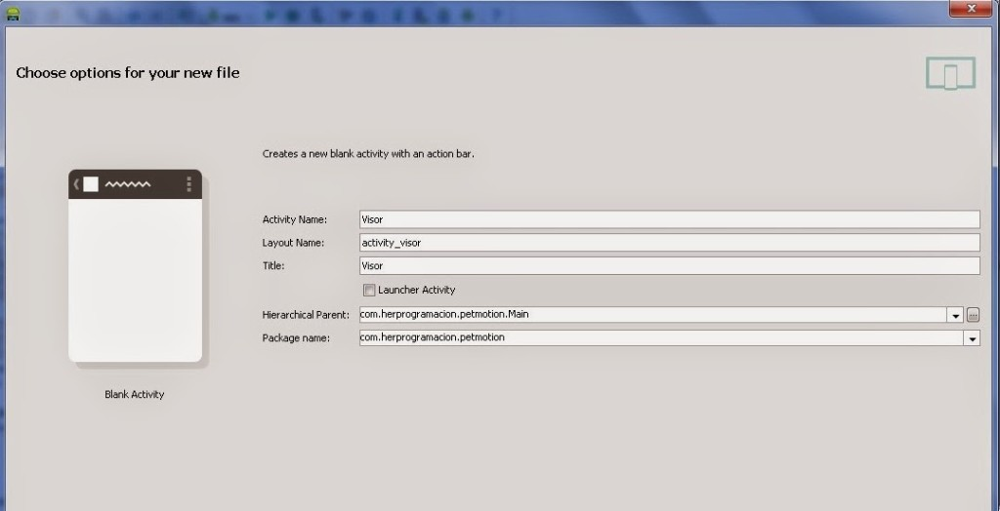 Choose options for your new file
Creates a new blank activity with an action bar.
Activity Name: Visor
Layout Name: activity_visor
Title: Visor
Launcher Activity
Hierarchical Parent: com.herprogramacion.petmotion.Main
Package name: com.herprogramacion.petmotion
Blank Activity